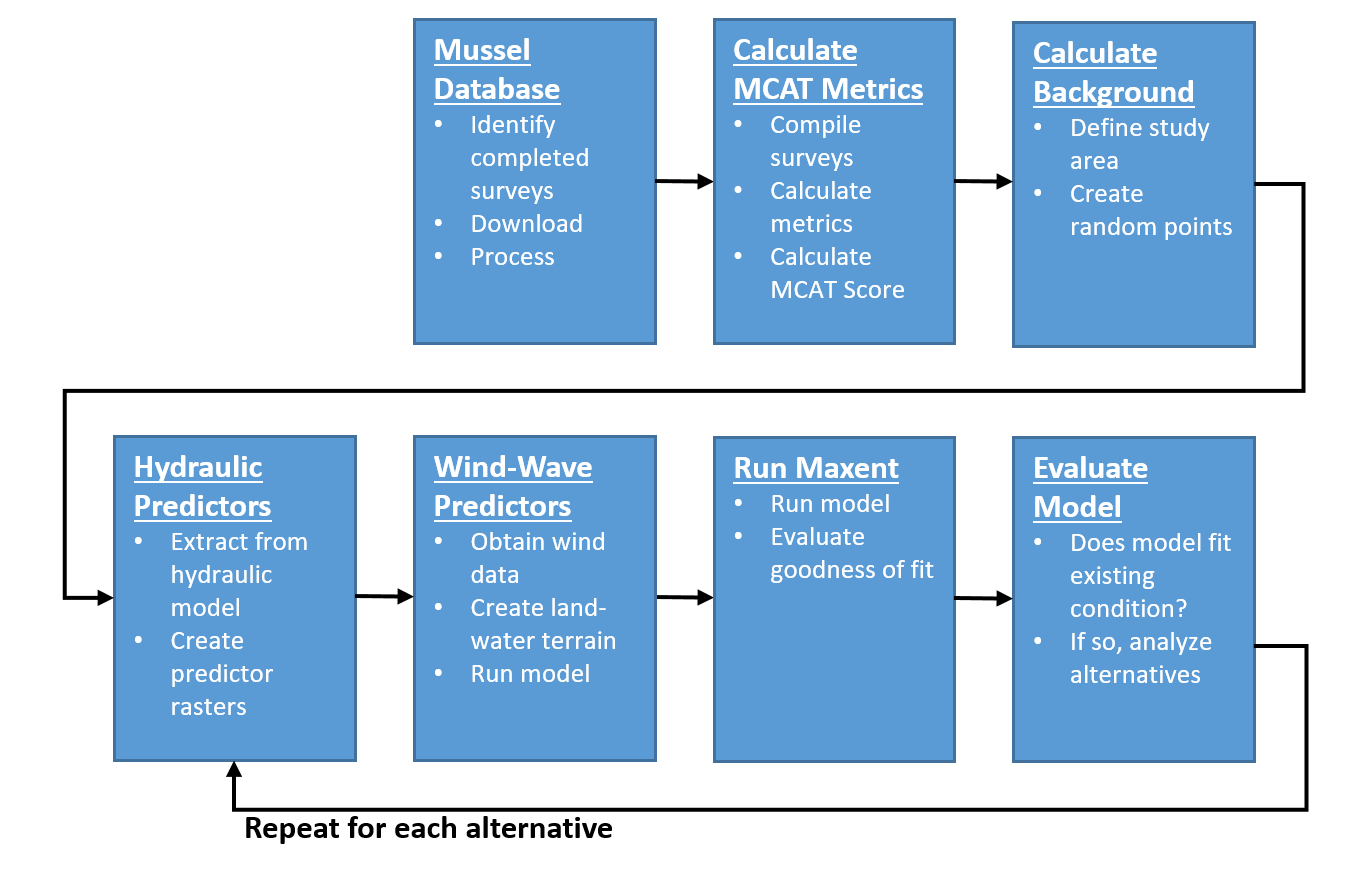 Mussel
Database
• Identify
completed
surveys
• Download
• Process
Calculate
MCAT Metrics
• Compile
surveys
• Calculate
metrics
• Calculate
MCAT Score
Calculate
Background
• Define study
area
• Create
random points
Hydraulic
Predictors
• Extract from
hydraulic
model
• Create
predictor
rasters
Wind-Wave
Predictors
• Obtain wind
data
• Create land-
water terrain
• Run model
Run Maxent
• Run model
• Evaluate
goodness of fit
Evaluate
Model
• Does model fit
existing
condition?
• If so, analyze
alternatives
Repeat for each alternative